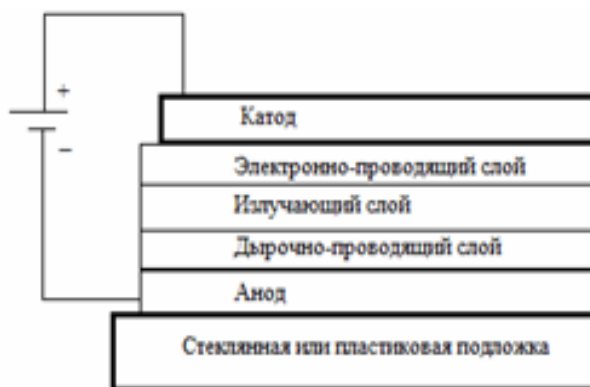 +
−
Катод
Электронно-проводящий слой
Излучающий слой
Дырочно-проводящий слой
Анод
Стеклянная или пластиковая подложка